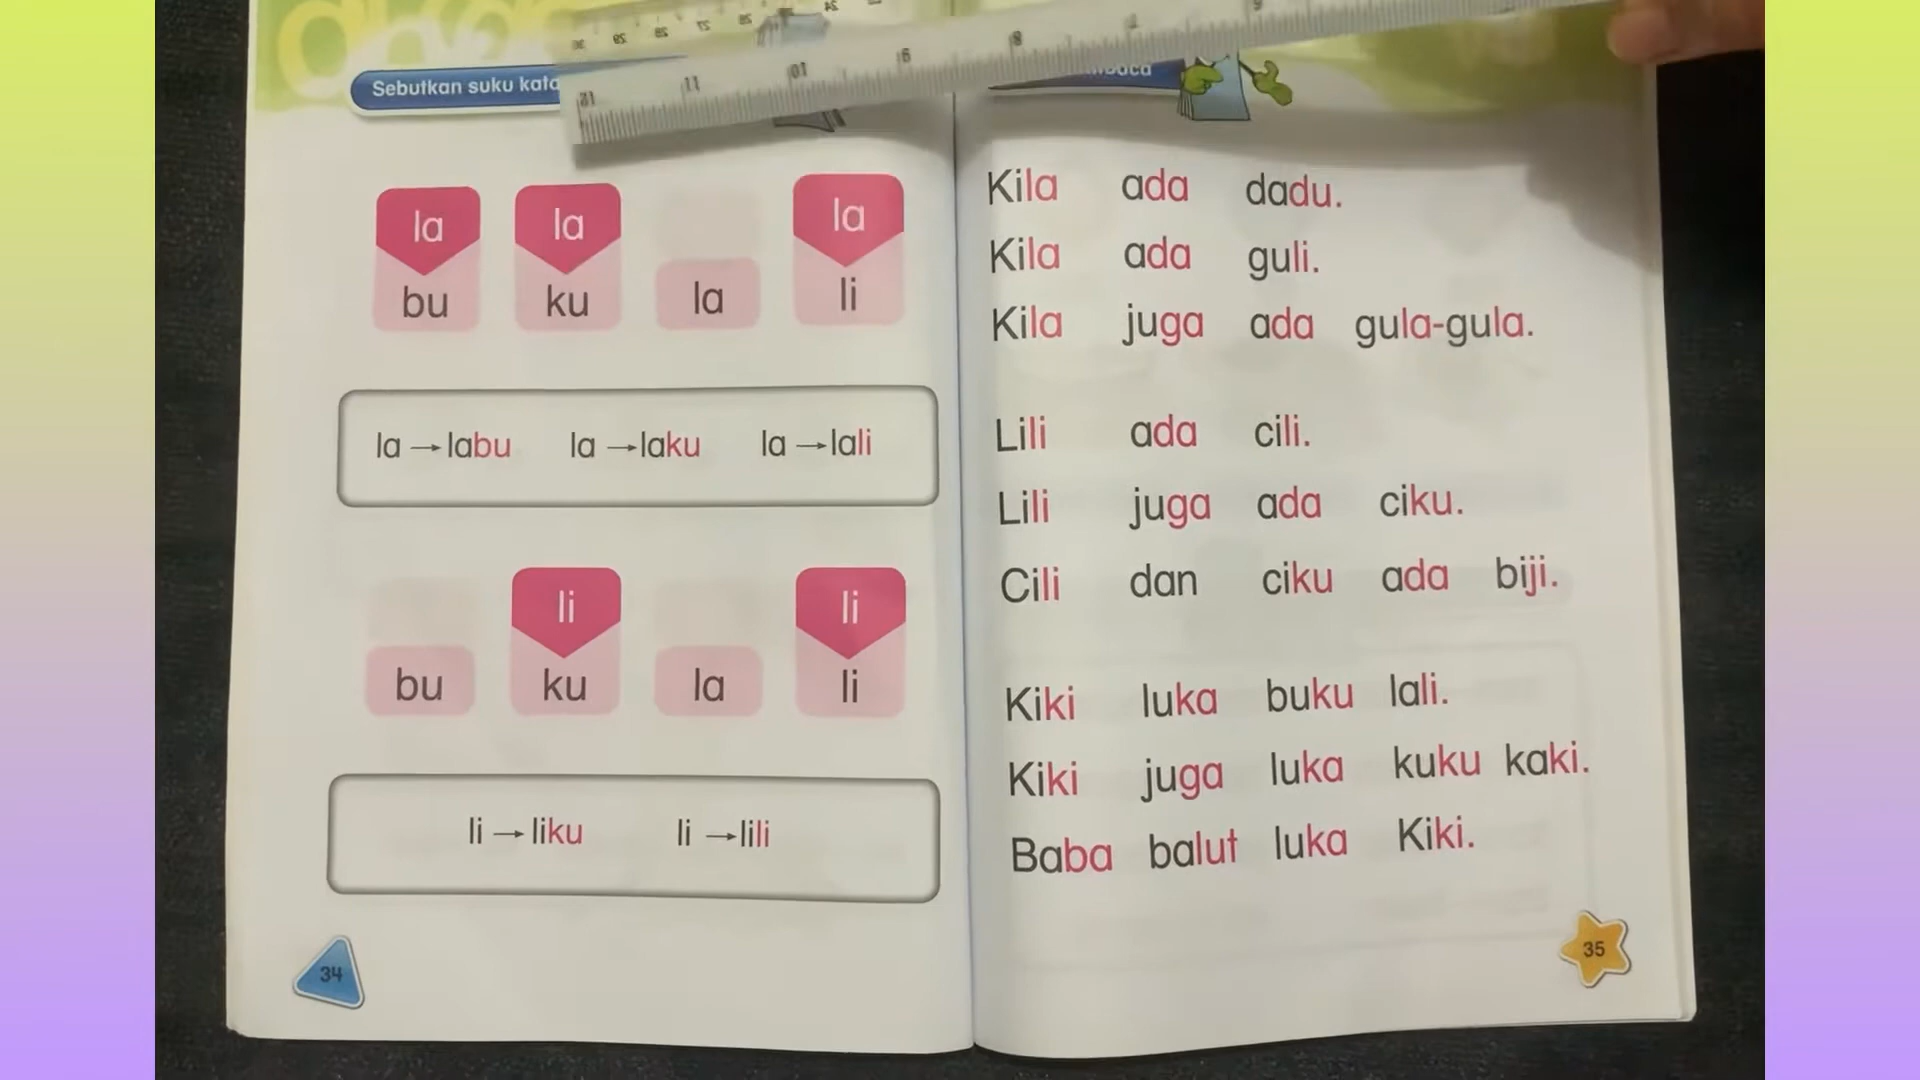 Sebutkan suku kata
la la la
bu ku la li
la → labu la → laku la → lali
li li
bu ku la li
li → liku li → lili
34
Kila ada dadu.
Kila ada guli.
Kila juga ada gula-gula.
Lili ada cili.
Lili juga ada ciku.
Cili dan ciku ada biji.
Kiki luka buku lali.
Kiki juga luka kuku kaki.
Baba balut luka Kiki.
35